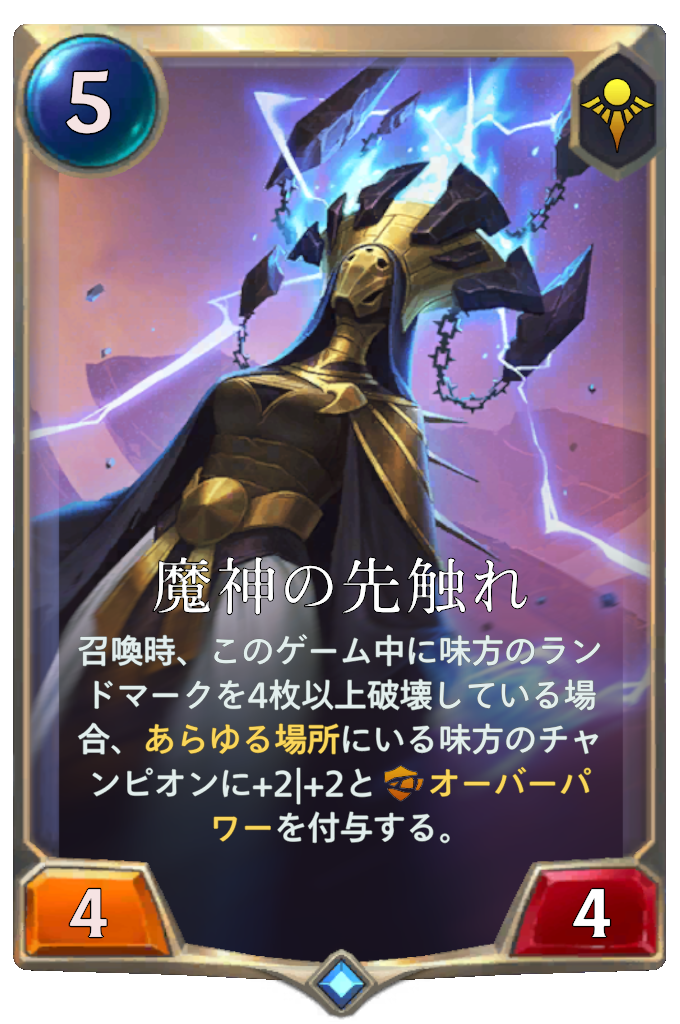 5
魔神の先触れ
召喚時、このゲーム中に味方のラン
ドマークを4枚以上破壊している場
合、あらゆる場所にいる味方のチャ
ンピオンに+2|+2とオーバーパ
ワーを付与する。
4
4